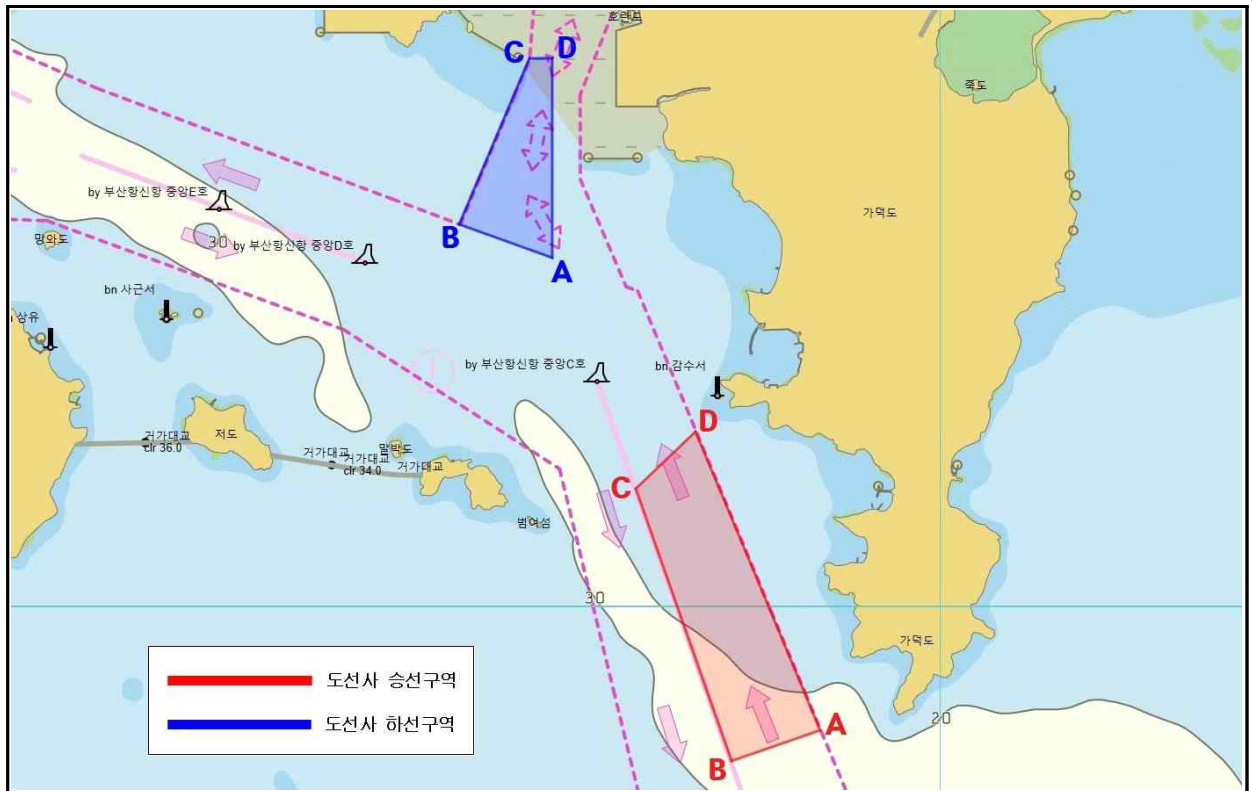 호란도
C
D
죽도
by 부산항신항 중앙E호
가덕도
망와도
30
by 부산항신항 중앙D호
B
A
bn 사근서
상유
by 부산항신항 중앙C호
bn 감수서
D
저도
거가대교
clr 36.0
말박도
거가대교
거가대교
clr 34.0
거가대교
C
범여섬
30
가덕도
도선사 승선구역
20
A
도선사 하선구역
B